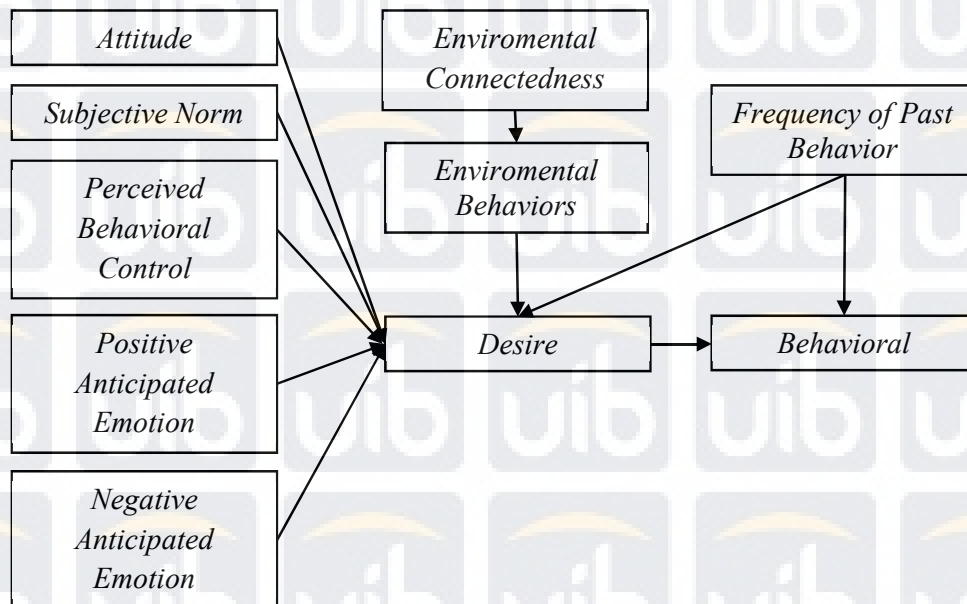 Attitude
Subjective Norm
Perceived
Behavioral
Control
Positive
Anticipated
Emotion
Negative
Anticipated
Emotion
Enviromental
Connectedness
Enviromental
Behaviors
Desire
Frequency of Past
Behavior
Behavioral
uib